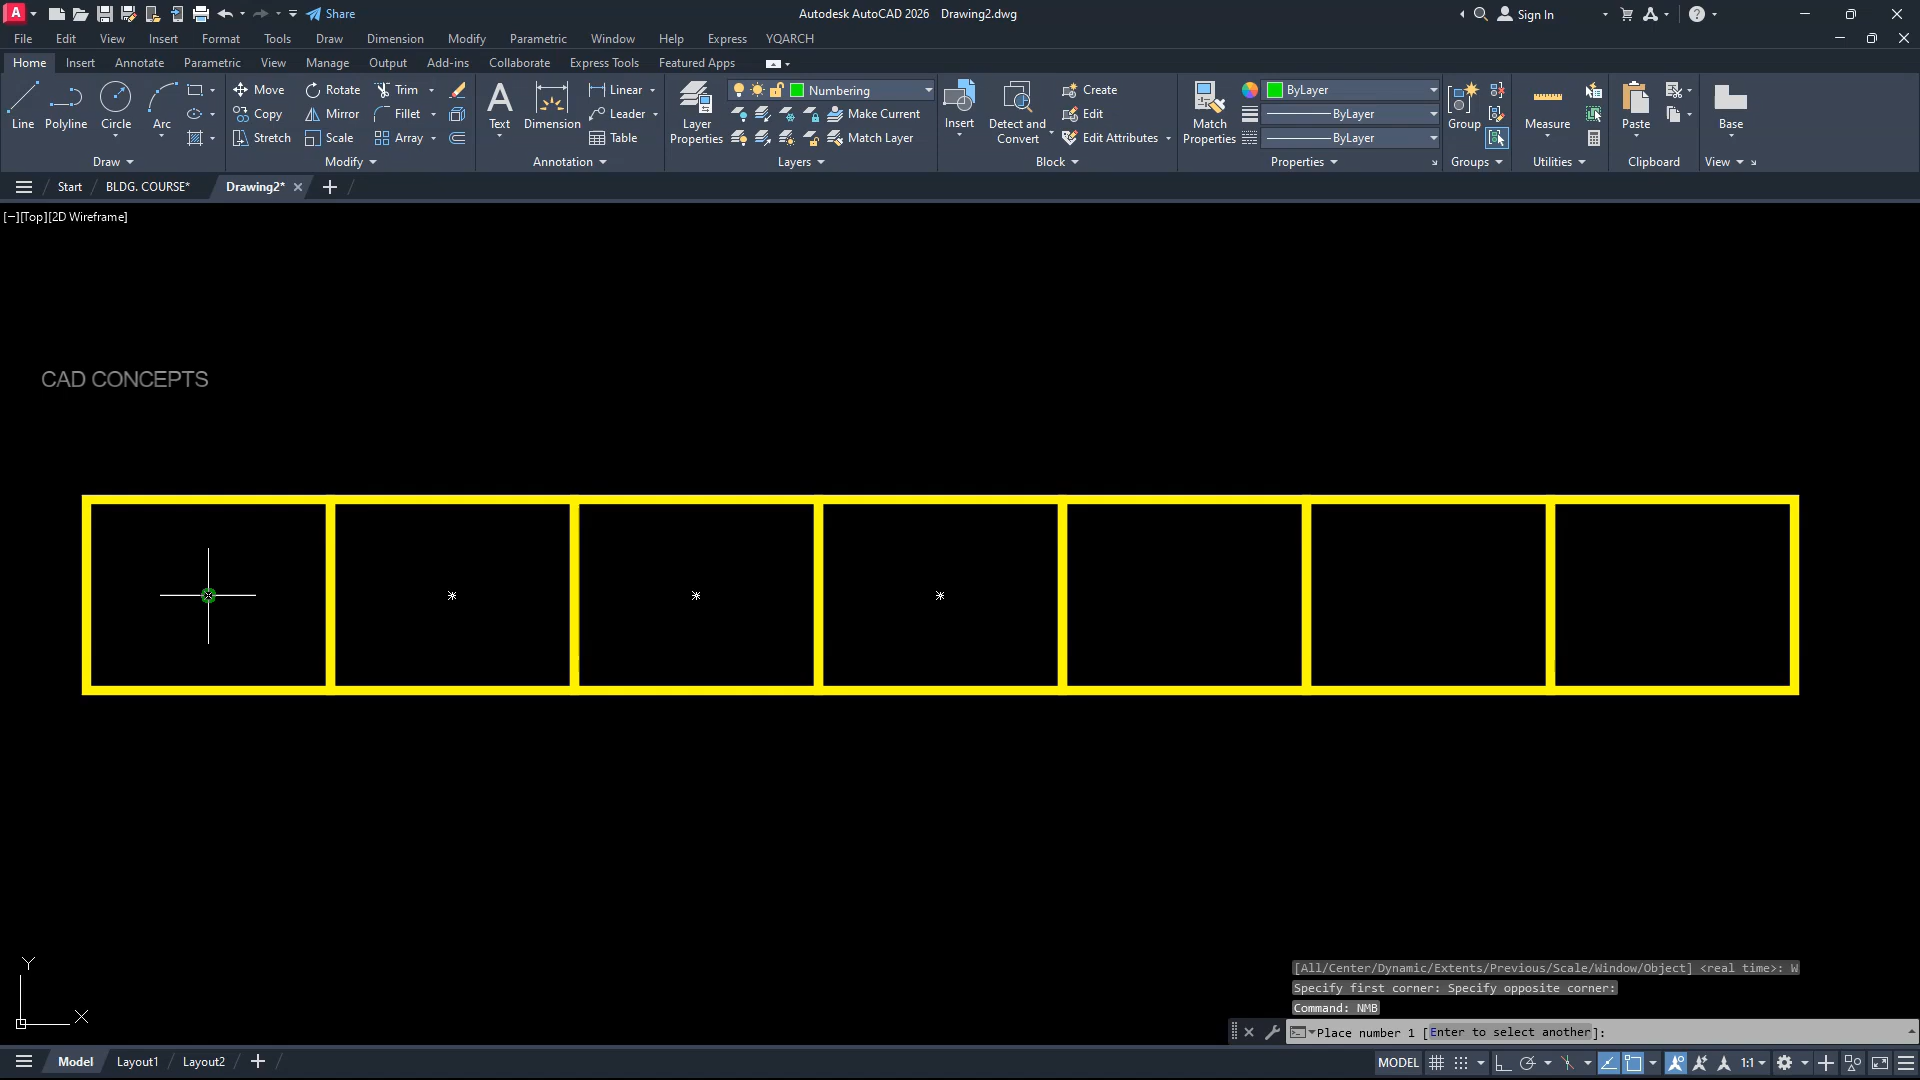 Share
Autodesk AutoCAD 2026 Drawing2.dwg
Sign In
File Edit View Insert Format Tools Draw Dimension Modify Parametric Window Help Express YQARCH
Home Insert Annotate Parametric View Manage Output Add-ins Collaborate Express Tools Featured Apps
Line
Polyline
Circle
Arc
Draw
Move
Rotate
Trim
Copy
Mirror
Fillet
Stretch
Scale
Array
Modify
Text
Dimension
Linear
Leader
Table
Annotation
Layer
Properties
Numbering
Make Current
Match Layer
Layers
Insert
Detect and
Convert
Create
Edit
Edit Attributes
Block
Match
Properties
ByLayer
ByLayer
ByLayer
Properties
Group
Groups
Measure
Utilities
Paste
Clipboard
Base
View
Start BLDG. COURSE* Drawing2*
[−][Top][2D Wireframe]
CAD CONCEPTS
Y
X
[All/Center/Dynamic/Extents/Previous/Scale/Window/Object] <real time>: W
Specify first corner: Specify opposite corner:
Command: NMB
Place number 1 [Enter to select another]:
Model Layout1 Layout2
MODEL 1:1